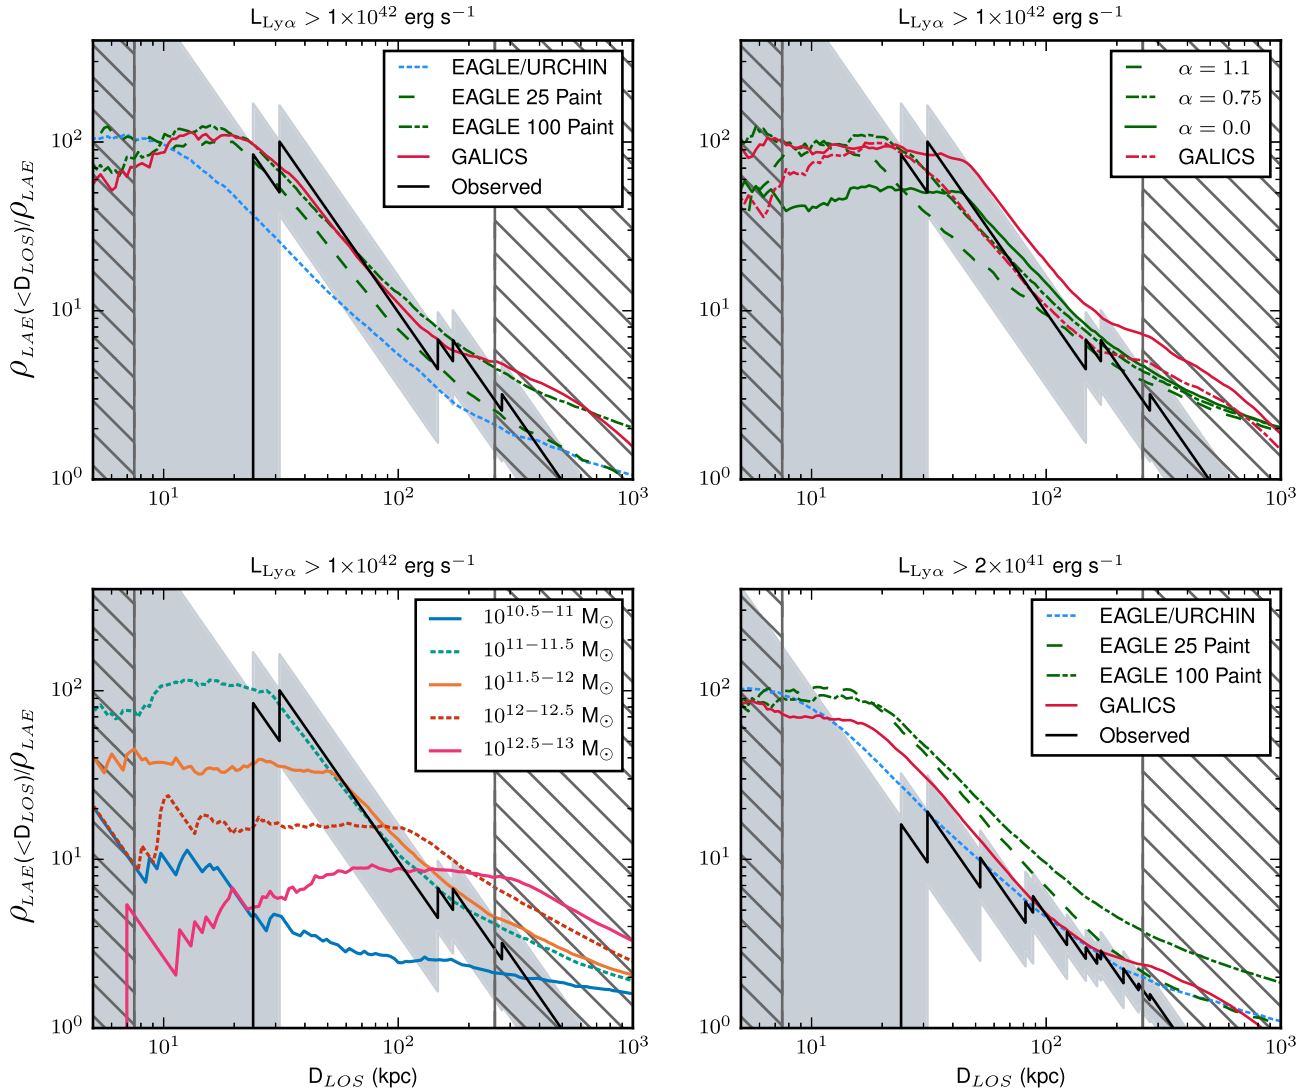 L_Lyα > 1×10^42 erg s^−1
EAGLE/URCHIN
EAGLE 25 Paint
EAGLE 100 Paint
GALICS
Observed
10^2
10^1
10^0
ρ_LAE(<D_LOS)/ρ_LAE
10^1 10^2 10^3
L_Lyα > 1×10^42 erg s^−1
α = 1.1
α = 0.75
α = 0.0
GALICS
10^2
10^1
10^0
10^1 10^2 10^3
L_Lyα > 1×10^42 erg s^−1
10^10.5−11 M_⊙
10^11−11.5 M_⊙
10^11.5−12 M_⊙
10^12−12.5 M_⊙
10^12.5−13 M_⊙
10^2
10^1
10^0
ρ_LAE(<D_LOS)/ρ_LAE
10^1 10^2 10^3
D_LOS (kpc)
L_Lyα > 2×10^41 erg s^−1
EAGLE/URCHIN
EAGLE 25 Paint
EAGLE 100 Paint
GALICS
Observed
10^2
10^1
10^0
10^1 10^2 10^3
D_LOS (kpc)